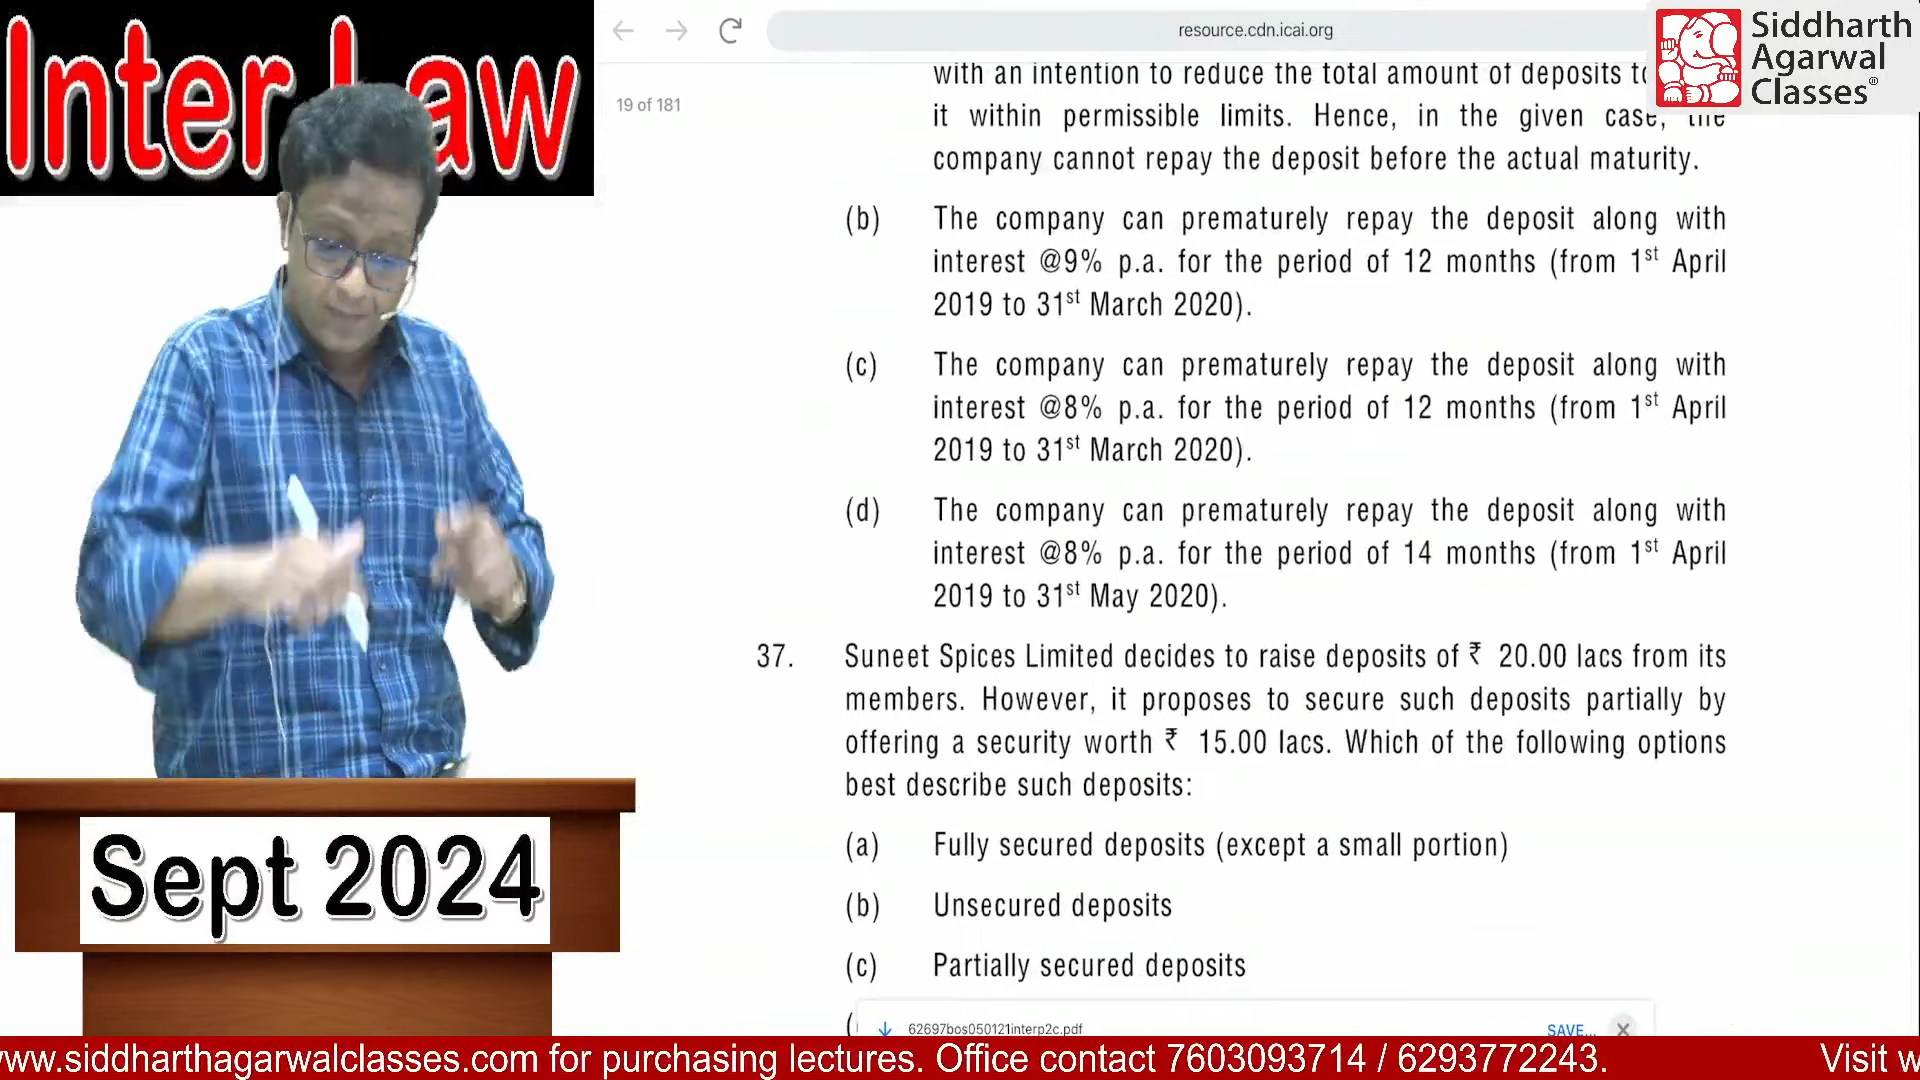 Inter Law
Sept 2024
resource.cdn.icai.org
Siddharth
Agarwal
Classes®
19 of 181
with an intention to reduce the total amount of deposits to
it within permissible limits. Hence, in the given case, the
company cannot repay the deposit before the actual maturity.
(b) The company can prematurely repay the deposit along with
interest @9% p.a. for the period of 12 months (from 1st April
2019 to 31st March 2020).
(c) The company can prematurely repay the deposit along with
interest @8% p.a. for the period of 12 months (from 1st April
2019 to 31st March 2020).
(d) The company can prematurely repay the deposit along with
interest @8% p.a. for the period of 14 months (from 1st April
2019 to 31st May 2020).
37. Suneet Spices Limited decides to raise deposits of ₹ 20.00 lacs from its
members. However, it proposes to secure such deposits partially by
offering a security worth ₹ 15.00 lacs. Which of the following options
best describe such deposits:
(a) Fully secured deposits (except a small portion)
(b) Unsecured deposits
(c) Partially secured deposits
62697bos050121interp2c.pdf
SAVE...
www.siddharthagarwalclasses.com for purchasing lectures. Office contact 7603093714 / 6293772243. Visit